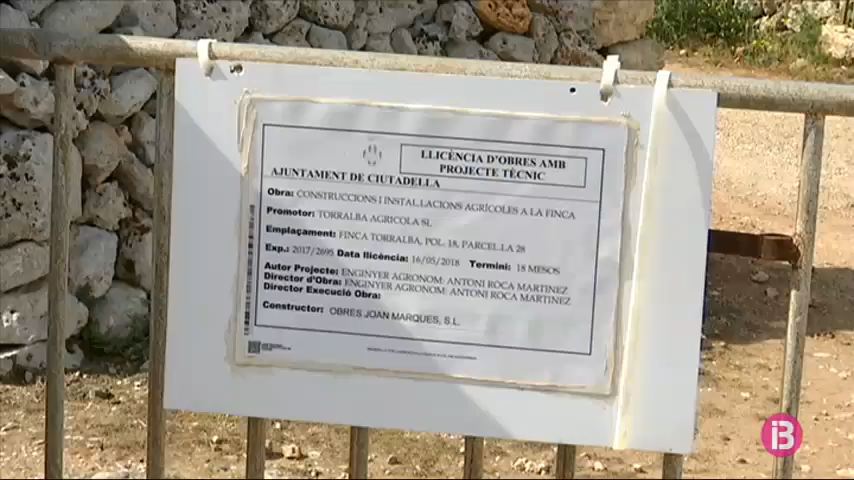 LLICÈNCIA D'OBRES AMB
PROJECTE TÈCNIC
AJUNTAMENT DE CIUTADELLA
Obra: CONSTRUCCIONS I INSTAL.LACIONS AGRÍCOLES A LA FINCA
Promotor: TORRALBA AGRICOLA SL
Emplaçament: FINCA TORRALBA, POL. 18, PARCEL.LA 28
Exp.: 2017/2695 Data llicència: 16/05/2018 Termini: 18 MESOS
Autor Projecte: ENGINYER AGRONOM: ANTONI ROCA MARTINEZ
Director d'Obra: ENGINYER AGRONOM: ANTONI ROCA MARTINEZ
Director Execució Obra:
Constructor: OBRES JOAN MARQUES, S.L.
IB